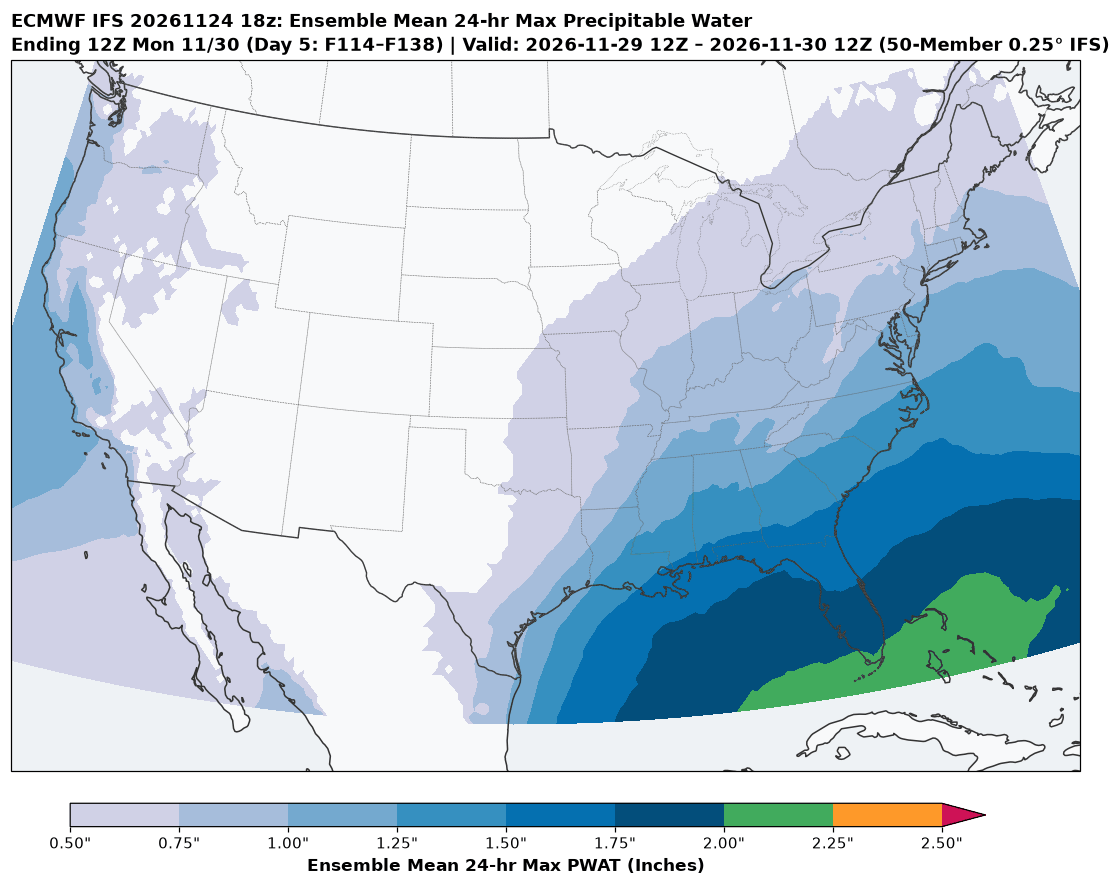 ECMWF IFS 20261124 18z: Ensemble Mean 24-hr Max Precipitable Water
Ending 12Z Mon 11/30 (Day 5: F114–F138) | Valid: 2026-11-29 12Z – 2026-11-30 12Z (50-Member 0.25° IFS)
0.50" 0.75" 1.00" 1.25" 1.50" 1.75" 2.00" 2.25" 2.50"
Ensemble Mean 24-hr Max PWAT (Inches)